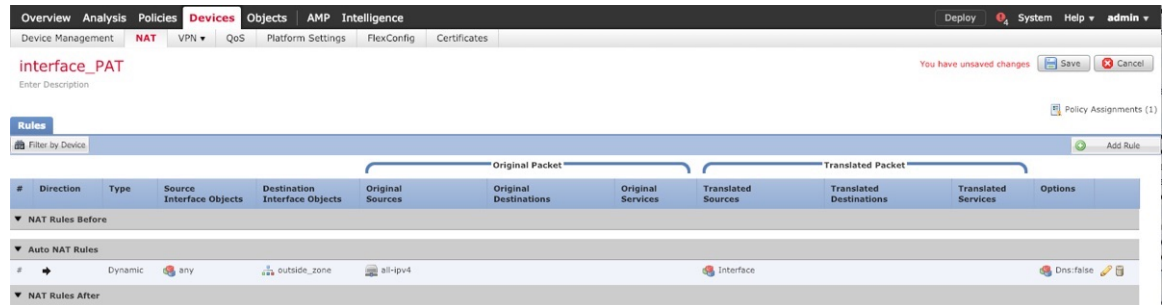 Overview Analysis Policies Devices Objects AMP Intelligence Deploy 4 System Help admin
Device Management NAT VPN QoS Platform Settings FlexConfig Certificates
interface_PAT
You have unsaved changes Save Cancel
Enter Description
Policy Assignments (1)
Rules
Filter by Device Add Rule
Original Packet Translated Packet
# Direction Type Source Interface Objects Destination Interface Objects Original Sources Original Destinations Original Services Translated Sources Translated Destinations Translated Services Options
NAT Rules Before
Auto NAT Rules
# Dynamic any outside_zone all-ipv4 Interface Dns:false
NAT Rules After